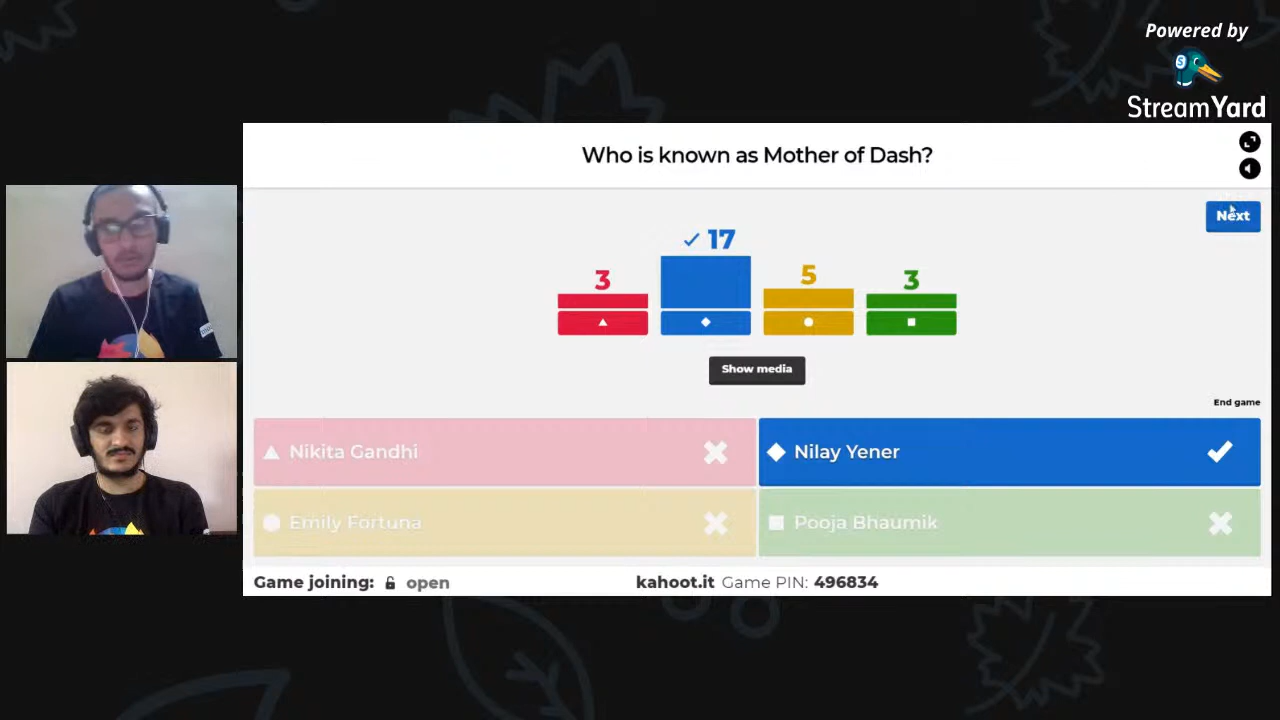 Powered by
StreamYard
Who is known as Mother of Dash?
Next
3
17
5
3
Show media
End game
Nikita Gandhi
Nilay Yener
Emily Fortuna
Pooja Bhaumik
Game joining: open
kahoot.it Game PIN: 496834